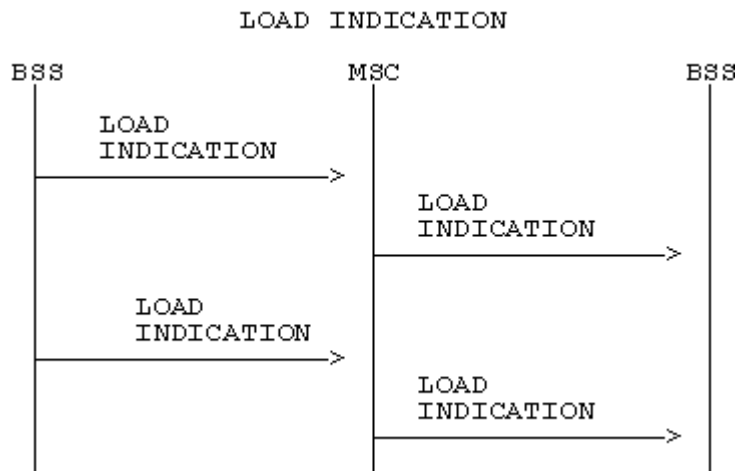 LOAD INDICATION
BSS MSC BSS
LOAD
INDICATION
LOAD
INDICATION
LOAD
INDICATION
LOAD
INDICATION